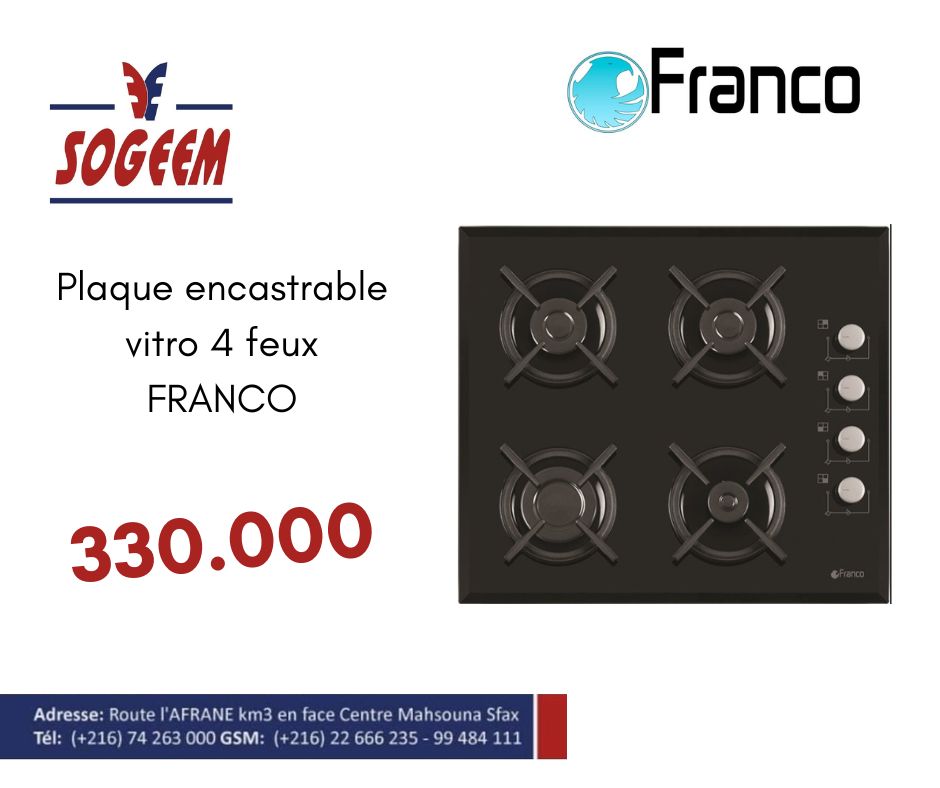 SOGEEM
Franco
Plaque encastrable
vitro 4 feux
FRANCO
330.000
Franco
Adresse: Route l'AFRANE km3 en face Centre Mahsouna Sfax
Tél: (+216) 74 263 000 GSM: (+216) 22 666 235 - 99 484 111